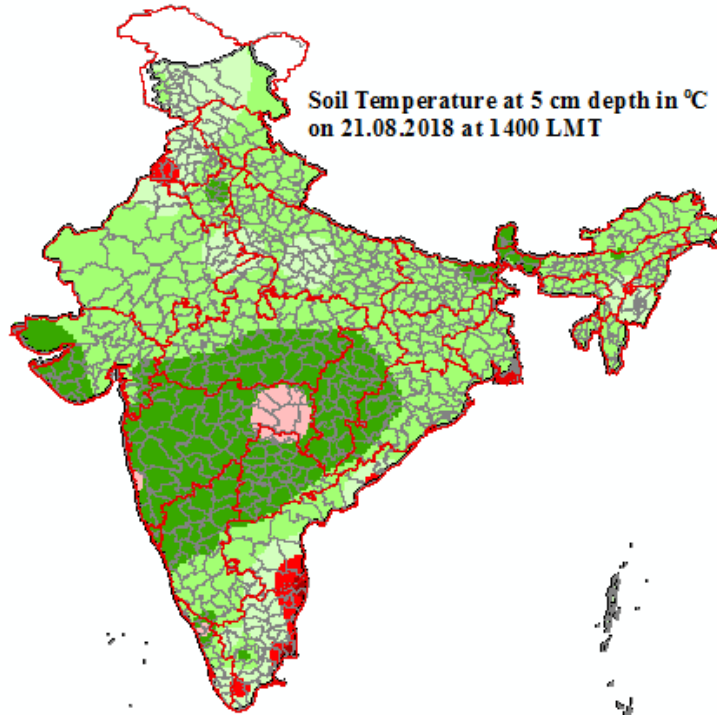 Soil Temperature at 5 cm depth in °C
on 21.08.2018 at 1400 LMT